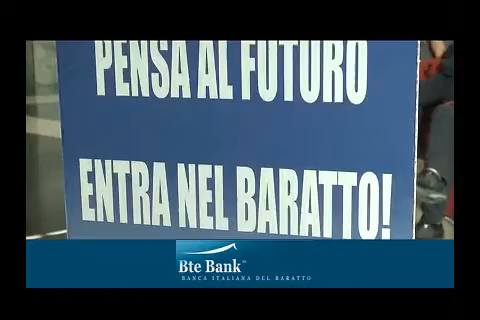 PENSA AL FUTURO
ENTRA NEL BARATTO!
Bte Bank
BANCA ITALIANA DEL BARATTO